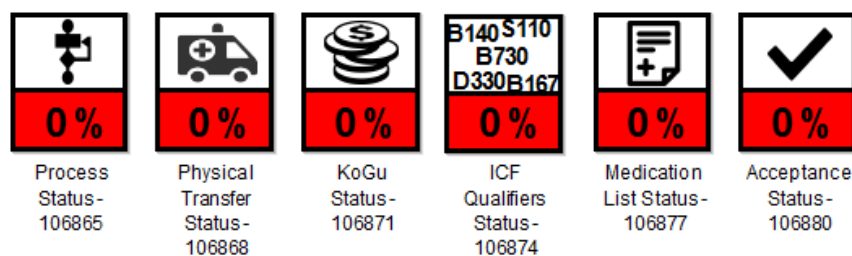 B140 S110
B730
D330 B167
0 %
0 %
0 %
0 %
0 %
0 %
Process
Status-
106865
Physical
Transfer
Status-
106868
KoGu
Status-
106871
ICF
Qualifiers
Status-
106874
Medication
List Status-
106877
Acceptance
Status-
106880